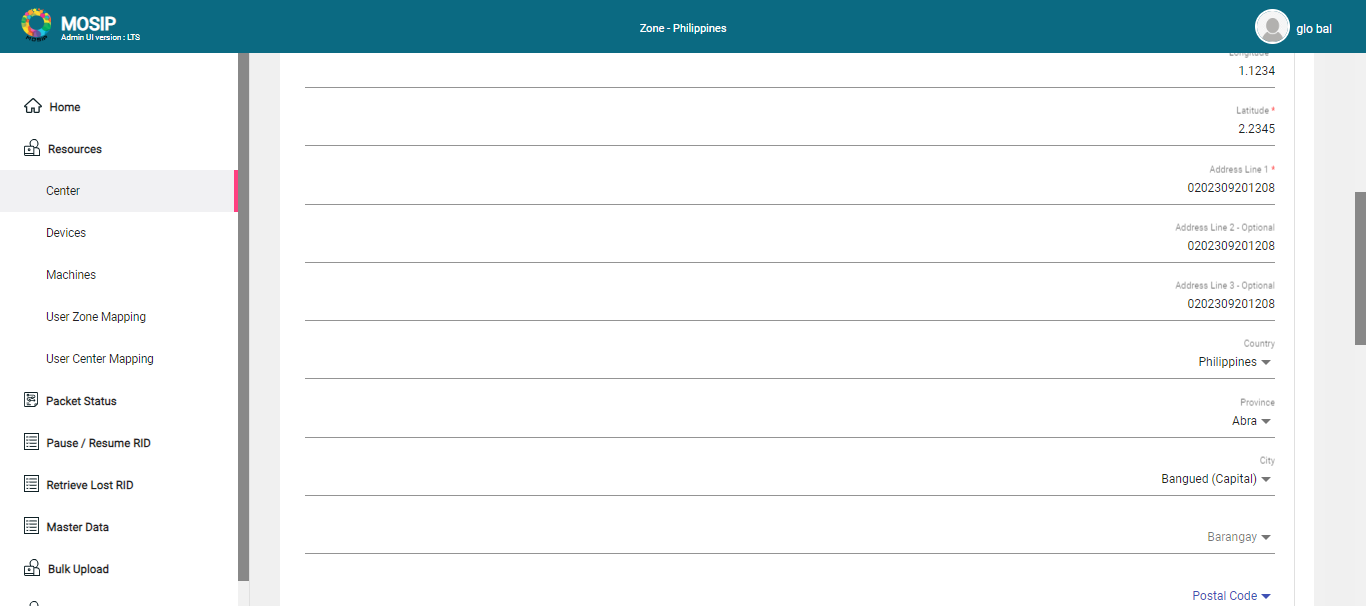 MOSIP
Admin UI version : LTS
Zone - Philippines
glo bal
Home
Resources
Center
Devices
Machines
User Zone Mapping
User Center Mapping
Packet Status
Pause / Resume RID
Retrieve Lost RID
Master Data
Bulk Upload
Longitude
1.1234
Latitude *
2.2345
Address Line 1 *
0202309201208
Address Line 2 - Optional
0202309201208
Address Line 3 - Optional
0202309201208
Country
Philippines
Province
Abra
City
Bangued (Capital)
Barangay
Postal Code